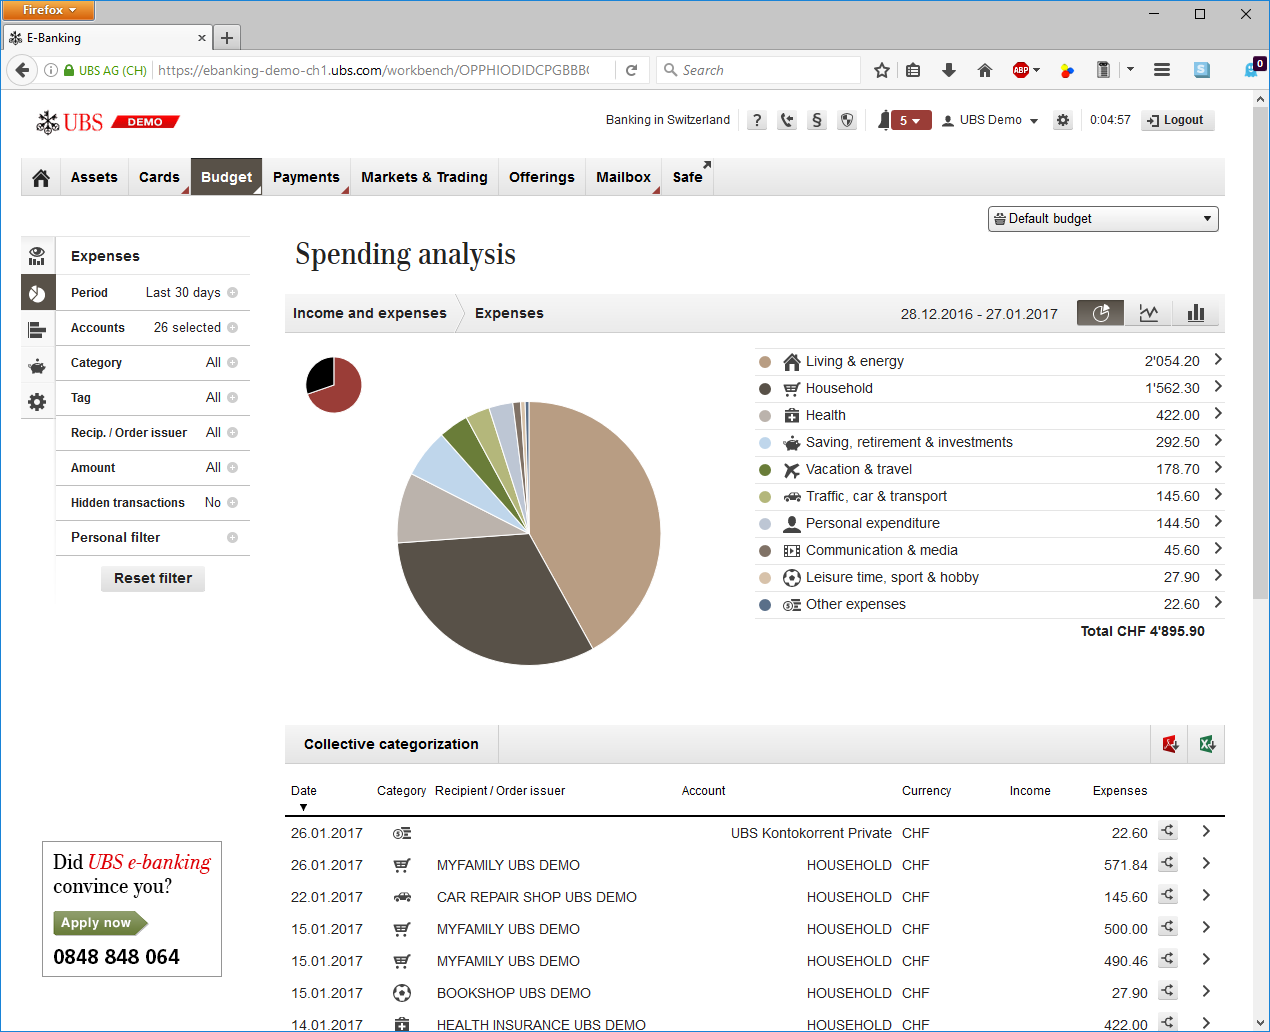 Firefox
E-Banking
UBS AG (CH) https://ebanking-demo-ch1.ubs.com/workbench/OPPHIODIDCPGBBB Search ABP S 0
UBS DEMO Banking in Switzerland ? § 5 UBS Demo 0:04:57 Logout
Assets Cards Budget Payments Markets & Trading Offerings Mailbox Safe
Default budget
Spending analysis
Expenses
Period Last 30 days
Accounts 26 selected
Category All
Tag All
Recip. / Order issuer All
Amount All
Hidden transactions No
Personal filter
Reset filter
Income and expenses Expenses 28.12.2016 - 27.01.2017
Living & energy 2'054.20
Household 1'562.30
Health 422.00
Saving, retirement & investments 292.50
Vacation & travel 178.70
Traffic, car & transport 145.60
Personal expenditure 144.50
Communication & media 45.60
Leisure time, sport & hobby 27.90
Other expenses 22.60
Total CHF 4'895.90
Collective categorization
Date Category Recipient / Order issuer Account Currency Income Expenses
26.01.2017 UBS Kontokorrent Private CHF 22.60
26.01.2017 MYFAMILY UBS DEMO HOUSEHOLD CHF 571.84
22.01.2017 CAR REPAIR SHOP UBS DEMO HOUSEHOLD CHF 145.60
15.01.2017 MYFAMILY UBS DEMO HOUSEHOLD CHF 500.00
15.01.2017 MYFAMILY UBS DEMO HOUSEHOLD CHF 490.46
15.01.2017 BOOKSHOP UBS DEMO HOUSEHOLD CHF 27.90
14.01.2017 HEALTH INSURANCE UBS DEMO HOUSEHOLD CHF 422.00
Did UBS e-banking
convince you?
Apply now
0848 848 064